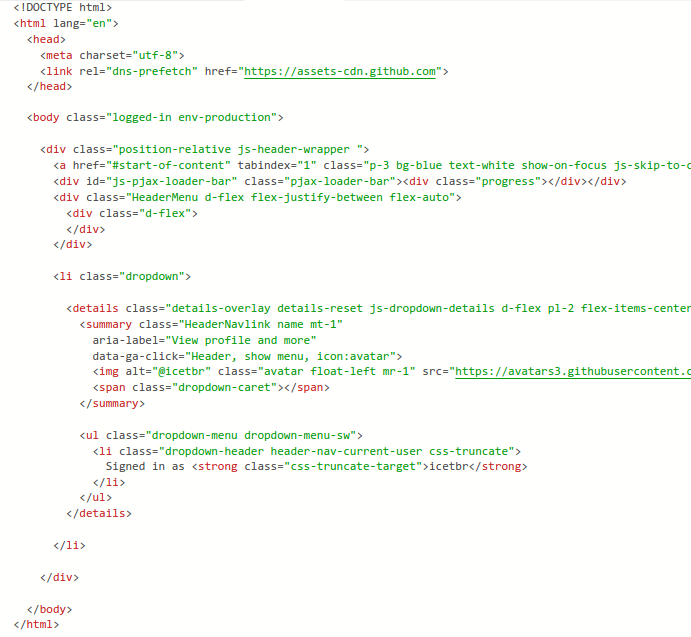 <!DOCTYPE html>
<html lang="en">
<head>
<meta charset="utf-8">
<link rel="dns-prefetch" href="https://assets-cdn.github.com">
</head>
<body class="logged-in env-production">
<div class="position-relative js-header-wrapper ">
<a href="#start-of-content" tabindex="1" class="p-3 bg-blue text-white show-on-focus js-skip-to-c
<div id="js-pjax-loader-bar" class="pjax-loader-bar"><div class="progress"></div></div>
<div class="HeaderMenu d-flex flex-justify-between flex-auto">
<div class="d-flex">
</div>
</div>
<li class="dropdown">
<details class="details-overlay details-reset js-dropdown-details d-flex pl-2 flex-items-center
<summary class="HeaderNavlink name mt-1"
aria-label="View profile and more"
data-ga-click="Header, show menu, icon:avatar">
<img alt="@icetbr" class="avatar float-left mr-1" src="https://avatars3.githubusercontent.c
<span class="dropdown-caret"></span>
</summary>
<ul class="dropdown-menu dropdown-menu-sw">
<li class="dropdown-header header-nav-current-user css-truncate">
Signed in as <strong class="css-truncate-target">icetbr</strong>
</li>
</ul>
</details>
</li>
</div>
</body>
</html>